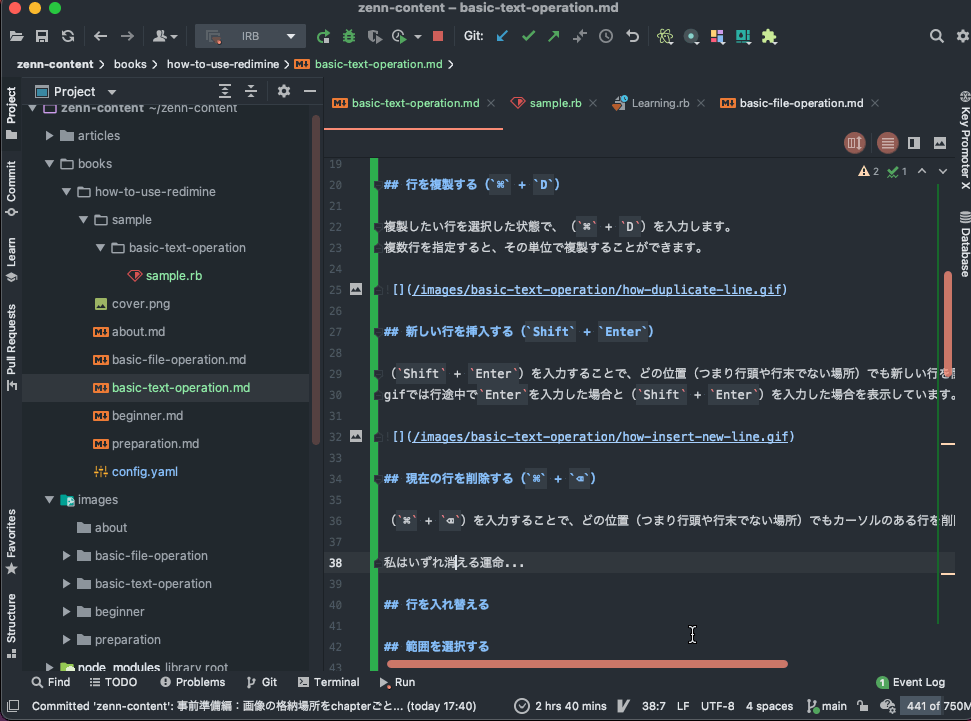 zenn-content – basic-text-operation.md
IRB
Git:
zenn-content
books
how-to-use-redimine
basic-text-operation.md
Project
Commit
Learn
Pull Requests
Favorites
Structure
Project
zenn-content ~/zenn-content
articles
books
how-to-use-redimine
sample
basic-text-operation
sample.rb
cover.png
about.md
basic-file-operation.md
basic-text-operation.md
beginner.md
preparation.md
config.yaml
images
about
basic-file-operation
basic-text-operation
beginner
preparation
node_modules library root
basic-text-operation.md
sample.rb
Learning.rb
basic-file-operation.md
2 1
19
20 ## 行を複製する（`⌘` + `D`）
21
22 複製したい行を選択した状態で、（`⌘` + `D`）を入力します。
23 複数行を指定すると、その単位で複製することができます。
24
25 ![](/images/basic-text-operation/how-duplicate-line.gif)
26
27 ## 新しい行を挿入する（`Shift` + `Enter`）
28
29 （`Shift` + `Enter`）を入力することで、どの位置（つまり行頭や行末でない場所）でも新しい行を
30 gifでは行途中で`Enter`を入力した場合と（`Shift` + `Enter`）を入力した場合を表示しています。
31
32 ![](/images/basic-text-operation/how-insert-new-line.gif)
33
34 ## 現在の行を削除する（`⌘` + `⌫`）
35
36 （`⌘` + `⌫`）を入力することで、どの位置（つまり行頭や行末でない場所）でもカーソルのある行を削
37
38 私はいずれ消える運命...
39
40 ## 行を入れ替える
41
42 ## 範囲を選択する
43
Key Promoter X
Database
Find
TODO
Problems
Git
Terminal
Run
1 Event Log
Committed 'zenn-content': 事前準備編：画像の格納場所をchapterごと... (today 17:40)
2 hrs 40 mins
38:7
LF
UTF-8
4 spaces
main
441 of 750M